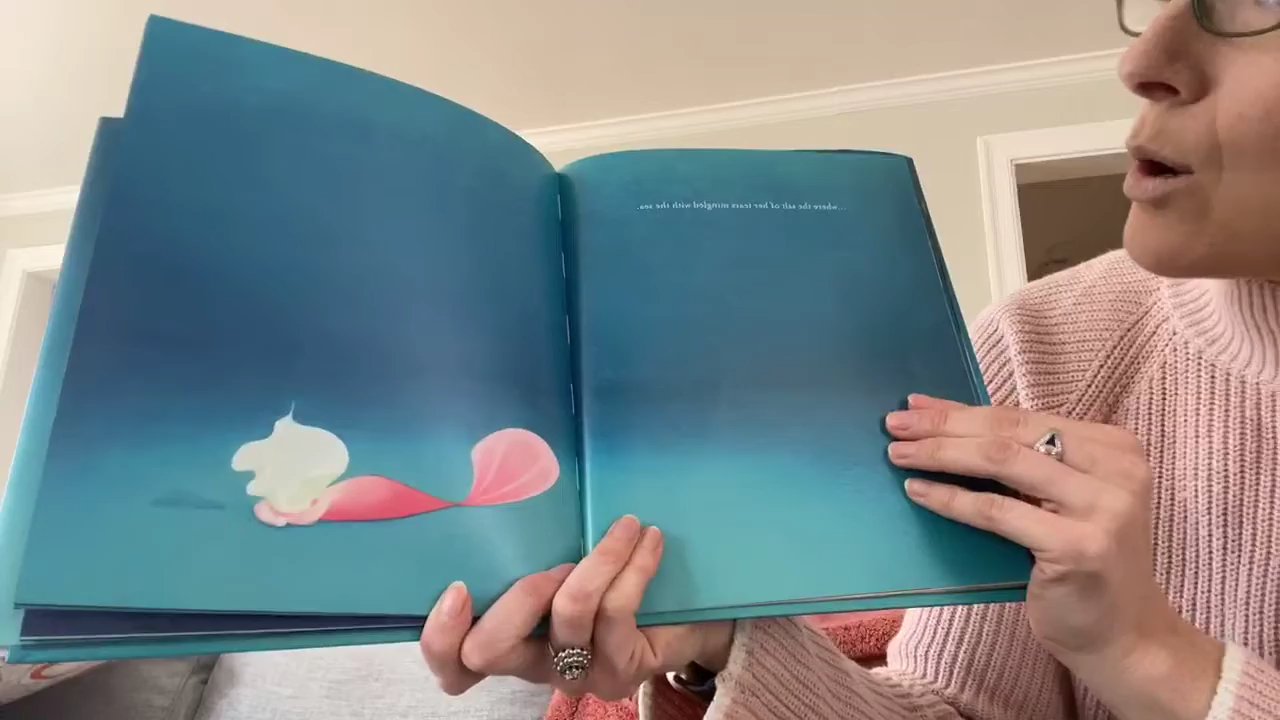 ...where the salt of her tears mingled with the sea.